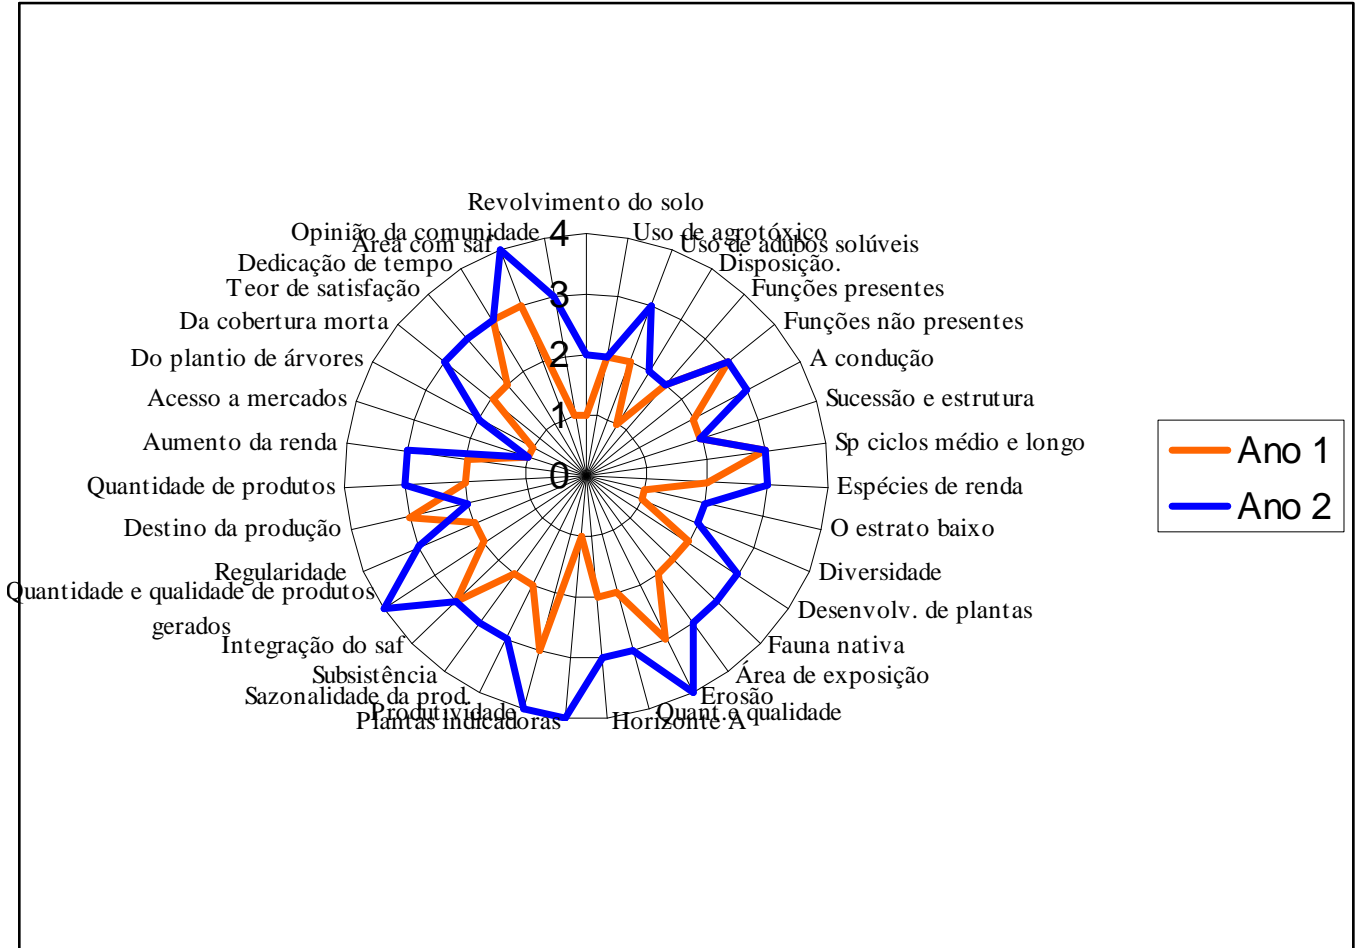 Revolvimento do solo
Uso de agrotóxico
Uso de adubos solúveis
Disposição.
Funções presentes
Funções não presentes
A condução
Sucessão e estrutura
Sp ciclos médio e longo
Espécies de renda
O estrato baixo
Diversidade
Desenvolv. de plantas
Fauna nativa
Área de exposição
Erosão
Quant.e qualidade
Horizonte A
Plantas indicadoras
Produtividade
Sazonalidade da prod.
Subsistência
Integração do saf
Quantidade e qualidade de produtos
gerados
Regularidade
Destino da produção
Quantidade de produtos
Aumento da renda
Acesso a mercados
Do plantio de árvores
Da cobertura morta
Teor de satisfação
Dedicação de tempo
Área com saf
Opinião da comunidade
4
3
2
1
0
Ano 1
Ano 2